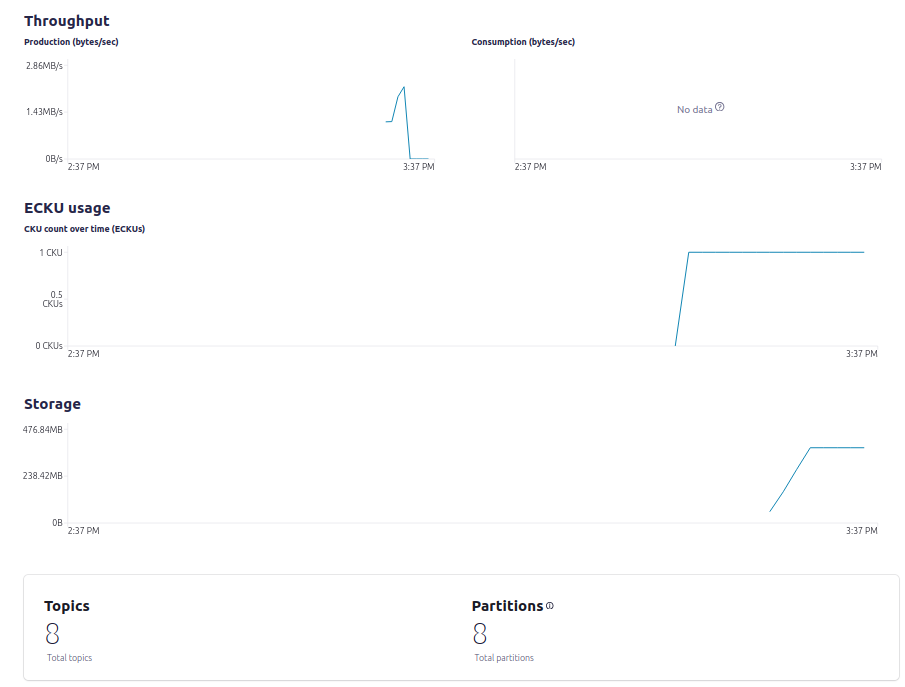 Throughput
Production (bytes/sec)
Consumption (bytes/sec)
2.86MB/s
1.43MB/s
0B/s
2:37 PM
3:37 PM
No data
2:37 PM
3:37 PM
ECKU usage
CKU count over time (ECKUs)
1 CKU
0.5
CKUs
0 CKUs
2:37 PM
3:37 PM
Storage
476.84MB
238.42MB
0B
2:37 PM
3:37 PM
Topics
8
Total topics
Partitions
8
Total partitions